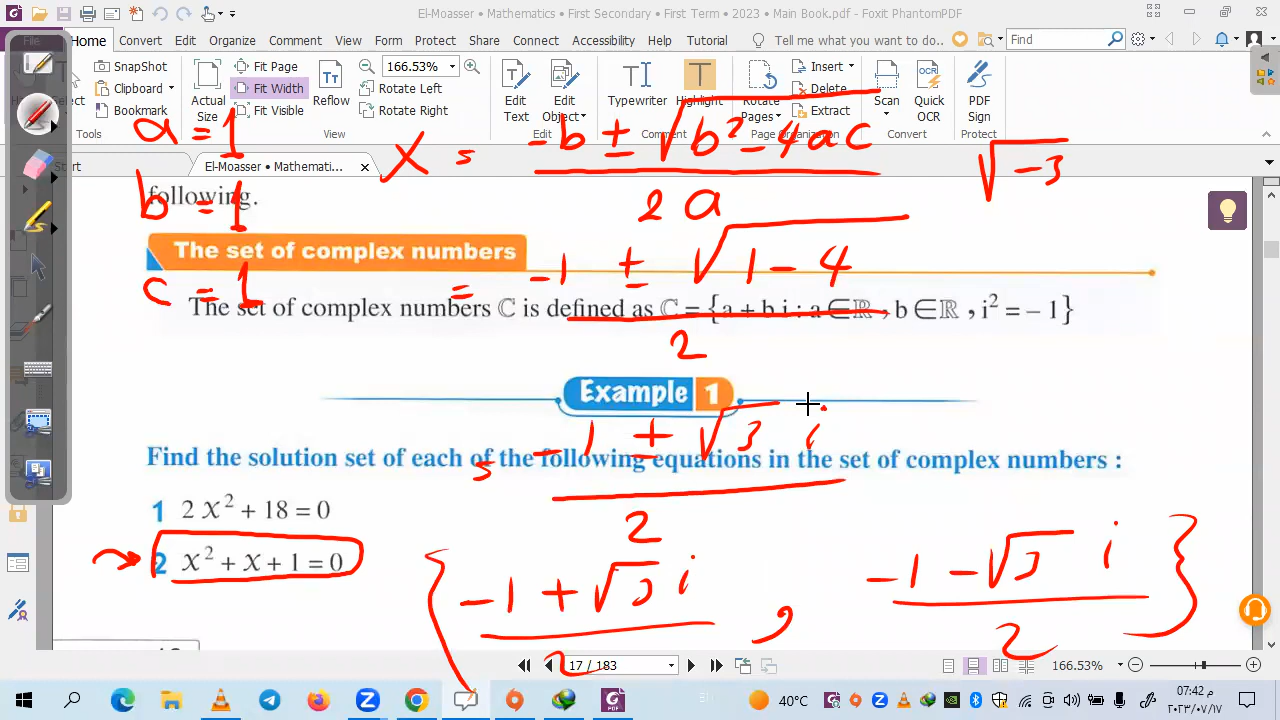 El-Moasser • Mathematics • First Secondary • First Term • 2023 • Main Book.pdf - Foxit PhantomPDF
File Home Convert Edit Organize Comment View Form Protect Share Connect Accessibility Help Tutorial Tell me what you want to do.. Find
SnapShot
Clipboard
Bookmark
Tools
Actual Size
Fit Page
Fit Width
Fit Visible
Reflow
166.53%
Rotate Left
Rotate Right
View
Edit Text
Edit Object
Edit
Typewriter
Highlight
Comment
Rotate Pages
Insert
Delete
Extract
Page Organization
Scan
Quick OCR
Convert
PDF Sign
Protect
Start
El-Moasser • Mathemati...
a = 1
b = 1
c = 1
x = -b ± √b² - 4ac
2a
√-3
= -1 ± √1 - 4
2
= -1 ± √3 i
2
{ -1 + √3 i , -1 - √3 i }
2 2
following.
The set of complex numbers
The set of complex numbers ℂ is defined as ℂ = {a + b i : a ∈ ℝ, b ∈ ℝ , i² = – 1}
Example 1
Find the solution set of each of the following equations in the set of complex numbers :
1 2 x² + 18 = 0
2 x² + x + 1 = 0
17 / 183
166.53%
40°C
07:42 م
٢٠٢٣/٠٧/١٧